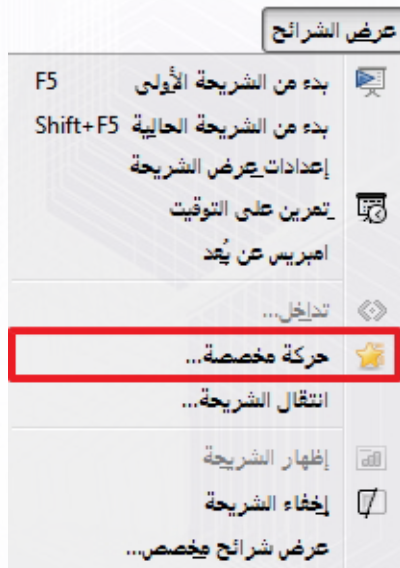 عرض الشرائح
بدء من الشريحة الأولى F5
بدء من الشريحة الحالية Shift+F5
إعدادات عرض الشريحة
تمرين على التوقيت
امبريس عن بُعد
تداخل...
حركة مخصصة...
انتقال الشريحة...
إظهار الشريحة
إخفاء الشريحة
عرض شرائح مخصص...